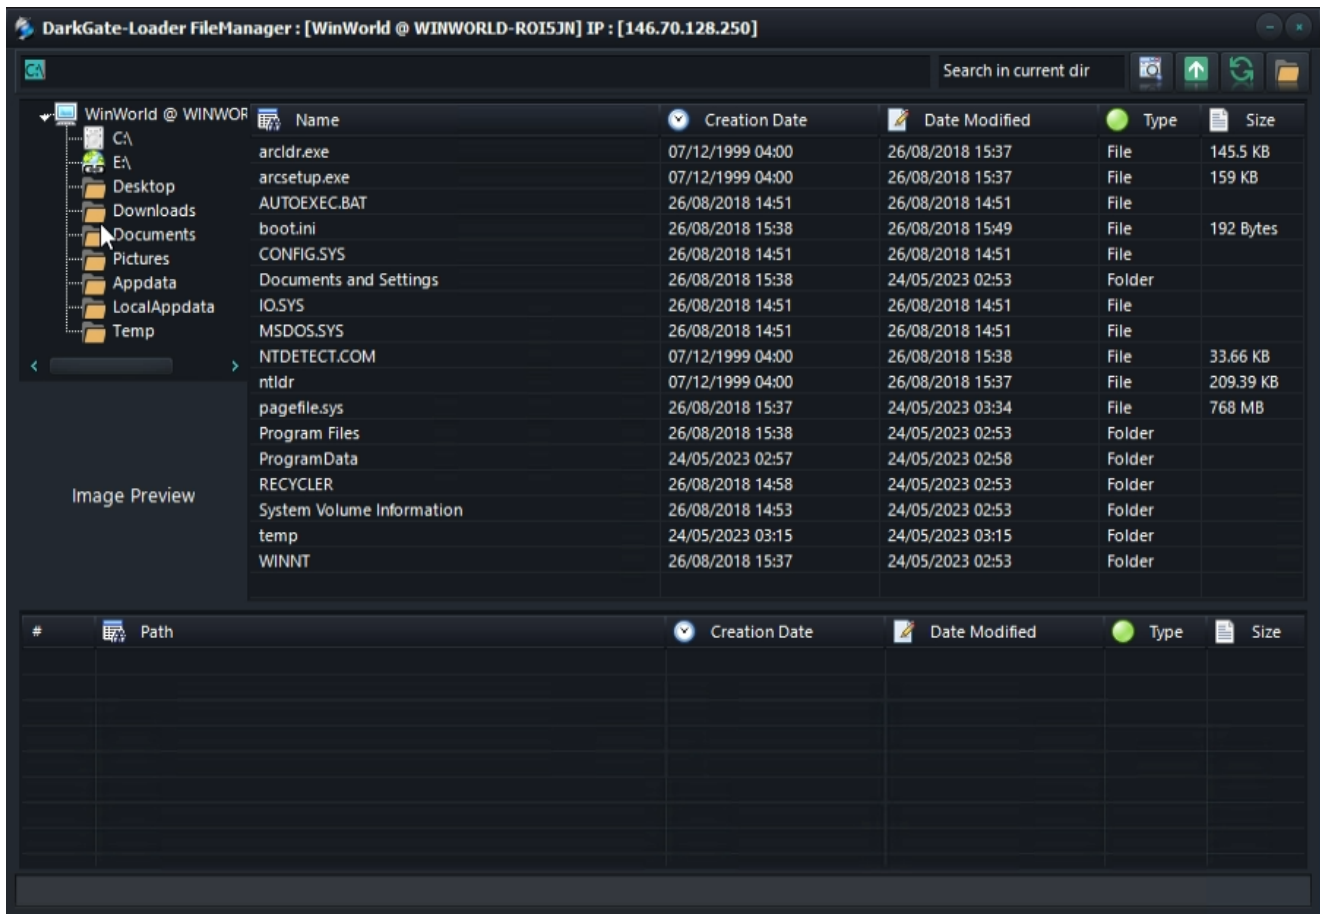 DarkGate-Loader FileManager : [WinWorld @ WINWORLD-ROI5JN] IP : [146.70.128.250]
C:\ Search in current dir
WinWorld @ WINWOR
C:\
E:\
Desktop
Downloads
Documents
Pictures
Appdata
LocalAppdata
Temp
Image Preview
Name Creation Date Date Modified Type Size
arcldr.exe 07/12/1999 04:00 26/08/2018 15:37 File 145.5 KB
arcsetup.exe 07/12/1999 04:00 26/08/2018 15:37 File 159 KB
AUTOEXEC.BAT 26/08/2018 14:51 26/08/2018 14:51 File
boot.ini 26/08/2018 15:38 26/08/2018 15:49 File 192 Bytes
CONFIG.SYS 26/08/2018 14:51 26/08/2018 14:51 File
Documents and Settings 26/08/2018 15:38 24/05/2023 02:53 Folder
IO.SYS 26/08/2018 14:51 26/08/2018 14:51 File
MSDOS.SYS 26/08/2018 14:51 26/08/2018 14:51 File
NTDETECT.COM 07/12/1999 04:00 26/08/2018 15:38 File 33.66 KB
ntldr 07/12/1999 04:00 26/08/2018 15:37 File 209.39 KB
pagefile.sys 26/08/2018 15:37 24/05/2023 03:34 File 768 MB
Program Files 26/08/2018 15:38 24/05/2023 02:53 Folder
ProgramData 24/05/2023 02:57 24/05/2023 02:58 Folder
RECYCLER 26/08/2018 14:58 24/05/2023 02:53 Folder
System Volume Information 26/08/2018 14:53 24/05/2023 02:53 Folder
temp 24/05/2023 03:15 24/05/2023 03:15 Folder
WINNT 26/08/2018 15:37 24/05/2023 02:53 Folder
# Path Creation Date Date Modified Type Size